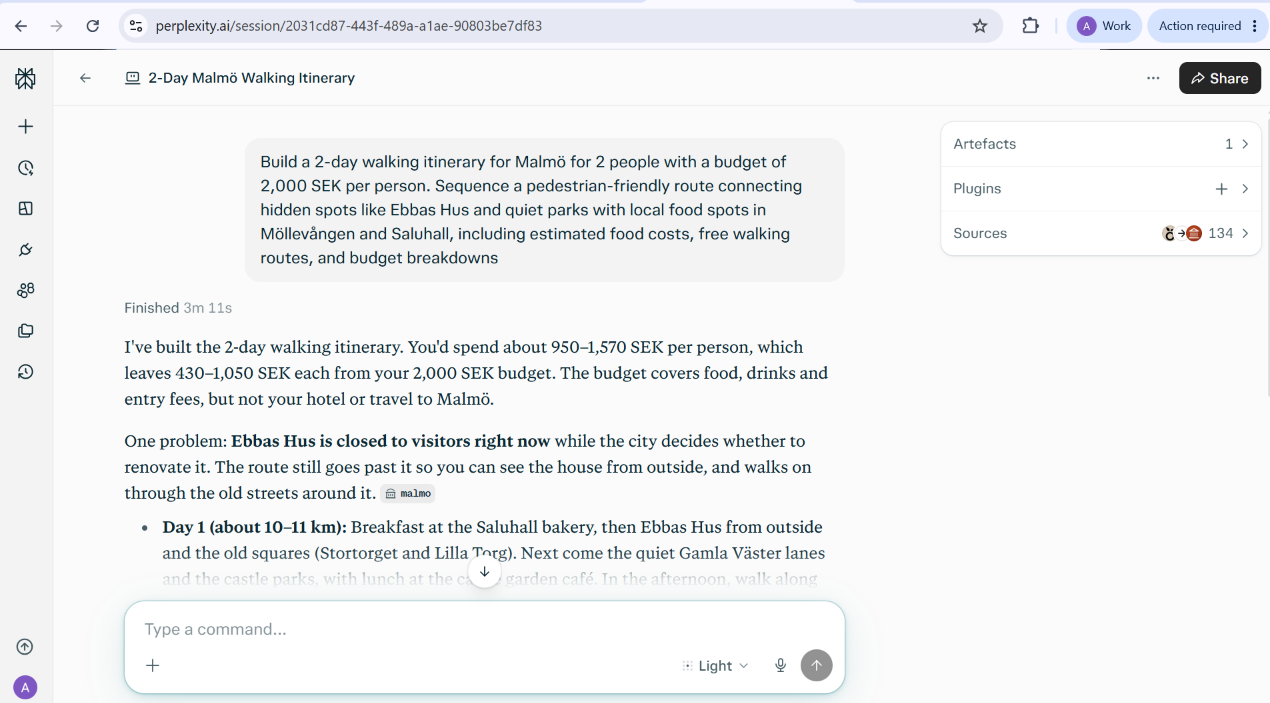 perplexity.ai/session/2031cd87-443f-489a-a1ae-90803be7df83
A Work
Action required
2-Day Malmö Walking Itinerary
Share
Build a 2-day walking itinerary for Malmö for 2 people with a budget of
2,000 SEK per person. Sequence a pedestrian-friendly route connecting
hidden spots like Ebbas Hus and quiet parks with local food spots in
Möllevången and Saluhall, including estimated food costs, free walking
routes, and budget breakdowns
Artefacts 1
Plugins
Sources 134
Finished 3m 11s
I've built the 2-day walking itinerary. You'd spend about 950–1,570 SEK per person, which
leaves 430–1,050 SEK each from your 2,000 SEK budget. The budget covers food, drinks and
entry fees, but not your hotel or travel to Malmö.
One problem: Ebbas Hus is closed to visitors right now while the city decides whether to
renovate it. The route still goes past it so you can see the house from outside, and walks on
through the old streets around it. malmo
• Day 1 (about 10–11 km): Breakfast at the Saluhall bakery, then Ebbas Hus from outside
and the old squares (Stortorget and Lilla Torg). Next come the quiet Gamla Väster lanes
and the castle parks, with lunch at the garden café. In the afternoon, walk along
Type a command...
Light
A